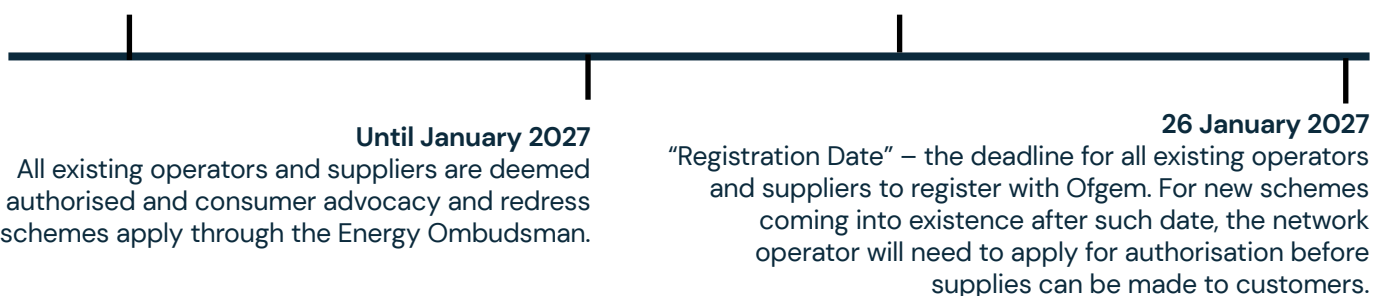 Until January 2027
All existing operators and suppliers are deemed
authorised and consumer advocacy and redress
schemes apply through the Energy Ombudsman.
26 January 2027
“Registration Date” – the deadline for all existing operators
and suppliers to register with Ofgem. For new schemes
coming into existence after such date, the network
operator will need to apply for authorisation before
supplies can be made to customers.